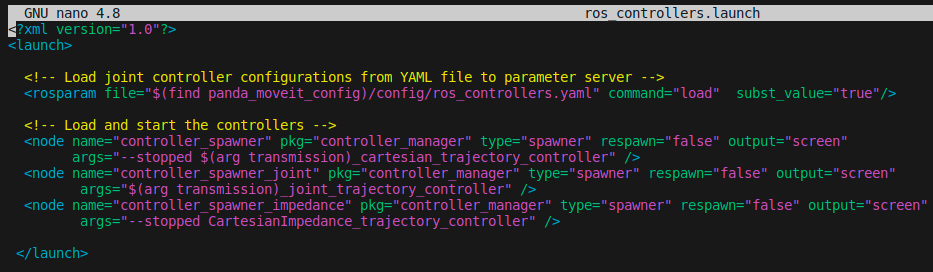 GNU nano 4.8 ros_controllers.launch
<?xml version="1.0"?>
<launch>
<!-- Load joint controller configurations from YAML file to parameter server -->
<rosparam file="$(find panda_moveit_config)/config/ros_controllers.yaml" command="load"  subst_value="true"/>
<!-- Load and start the controllers -->
<node name="controller_spawner" pkg="controller_manager" type="spawner" respawn="false" output="screen"
args="--stopped $(arg transmission)_cartesian_trajectory_controller" />
<node name="controller_spawner_joint" pkg="controller_manager" type="spawner" respawn="false" output="screen"
args="$(arg transmission)_joint_trajectory_controller" />
<node name="controller_spawner_impedance" pkg="controller_manager" type="spawner" respawn="false" output="screen"
args="--stopped CartesianImpedance_trajectory_controller" />
</launch>